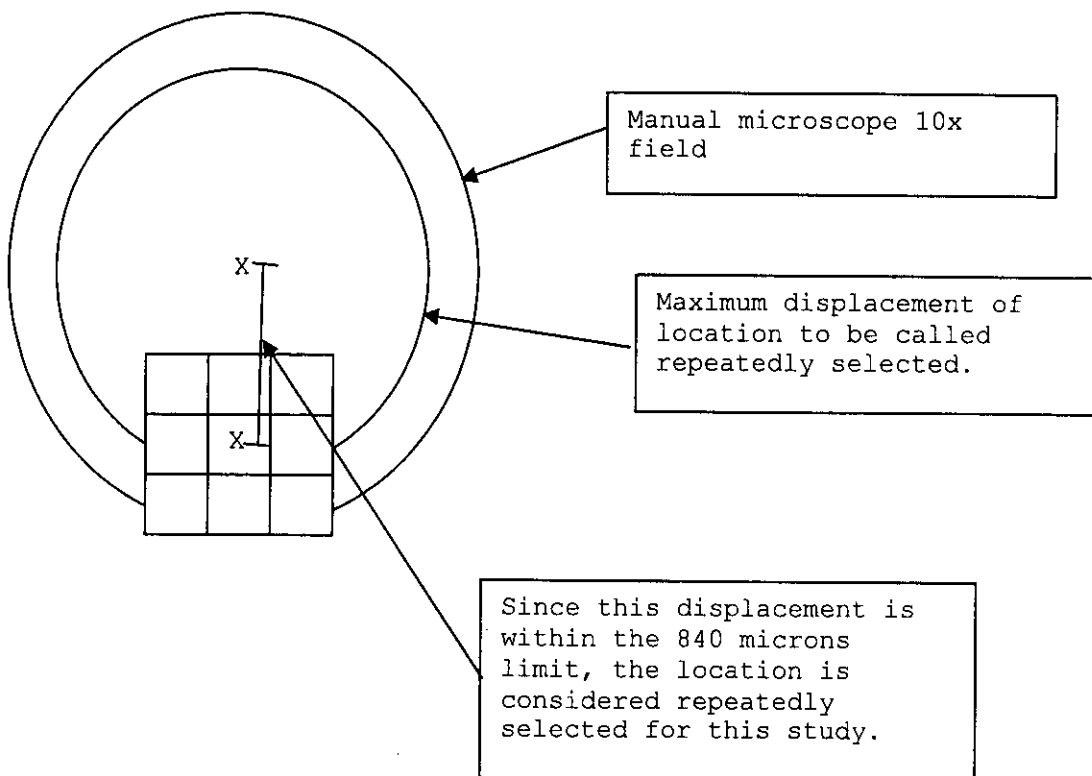 Manual microscope 10x
field
Maximum displacement of
location to be called
repeatedly selected.
X
X
Since this displacement is
within the 840 microns
limit, the location is
considered repeatedly
selected for this study.